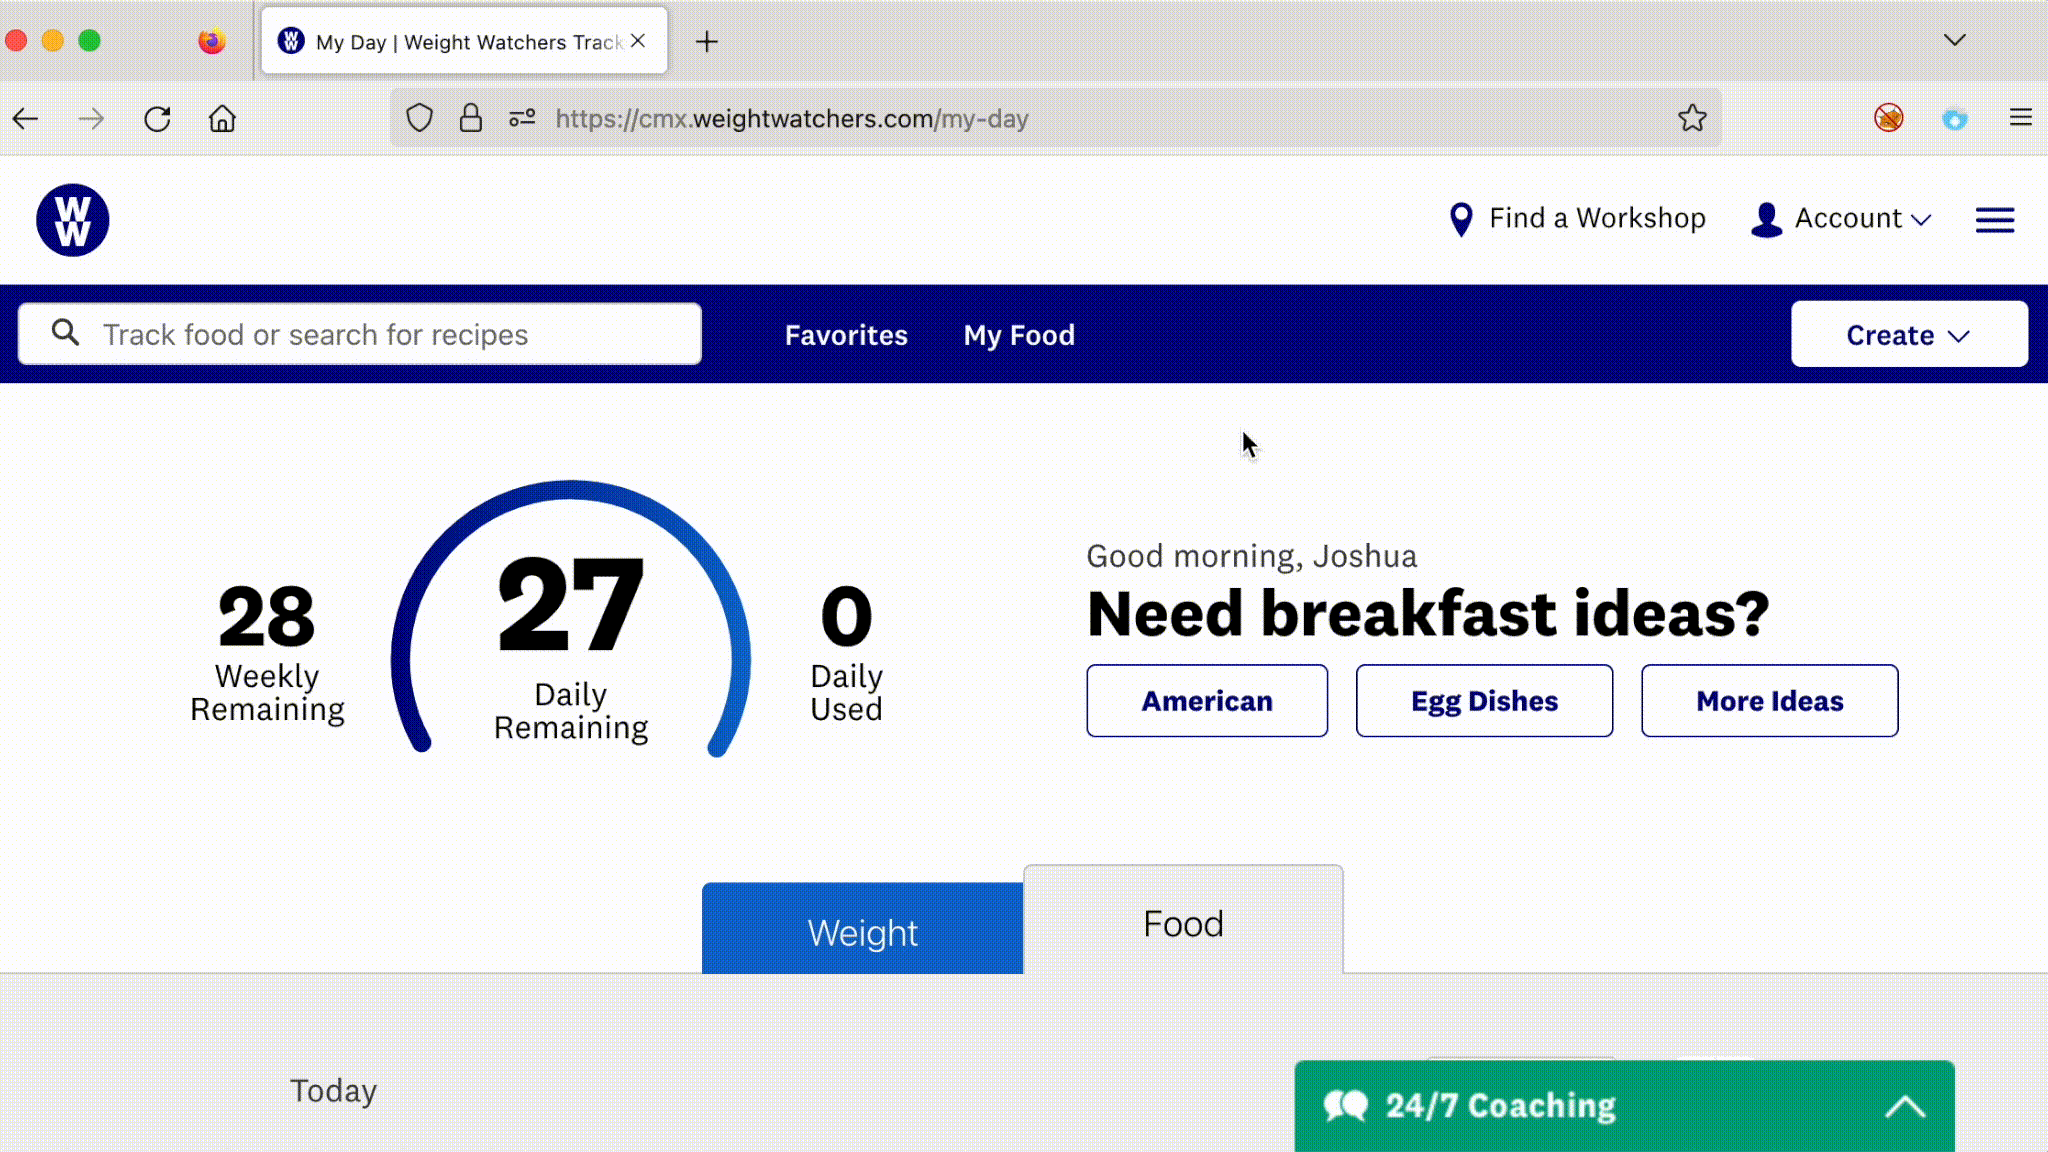 My Day | Weight Watchers Track
https://cmx.weightwatchers.com/my-day
W
W
Find a Workshop
Account
Track food or search for recipes
Favorites
My Food
Create
28
Weekly
Remaining
27
Daily
Remaining
0
Daily
Used
Good morning, Joshua
Need breakfast ideas?
American
Egg Dishes
More Ideas
Weight
Food
Today
24/7 Coaching